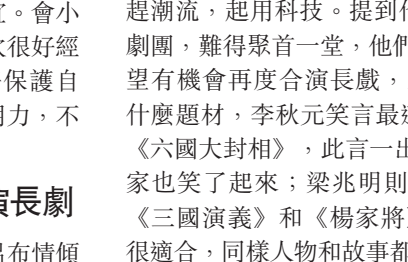 宜。會小
次很好經
保護自
用力，不
演長劇
呂布情傾
趕潮流，起用科技。提到
劇團，難得聚首一堂，他們
望有機會再度合演長戲，
什麼題材，李秋元笑言最
《六國大封相》，此言一出
家也笑了起來；梁兆明則
《三國演義》和《楊家將
很適合，同樣人物和故事都